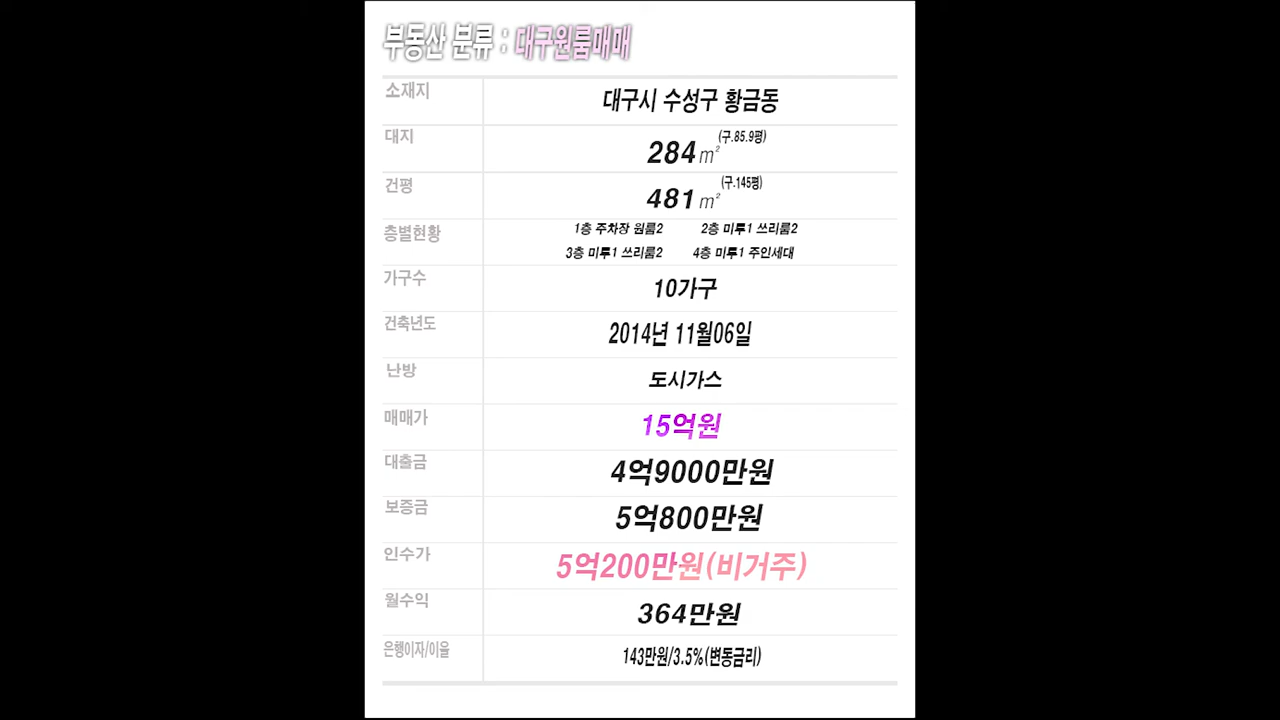 부동산 분류 : 대구원룸매매
소재지 대구시 수성구 황금동
대지 284m² (구.85.9평)
건평 481m² (구.145평)
층별현황 1층 주차장 원룸2 2층 미투1 쓰리룸2
3층 미투1 쓰리룸2 4층 미투1 주인세대
가구수 10가구
건축년도 2014년 11월06일
난방 도시가스
매매가 15억원
대출금 4억9000만원
보증금 5억800만원
인수가 5억200만원(비거주)
월수익 364만원
은행이자/이율 143만원/3.5%(변동금리)